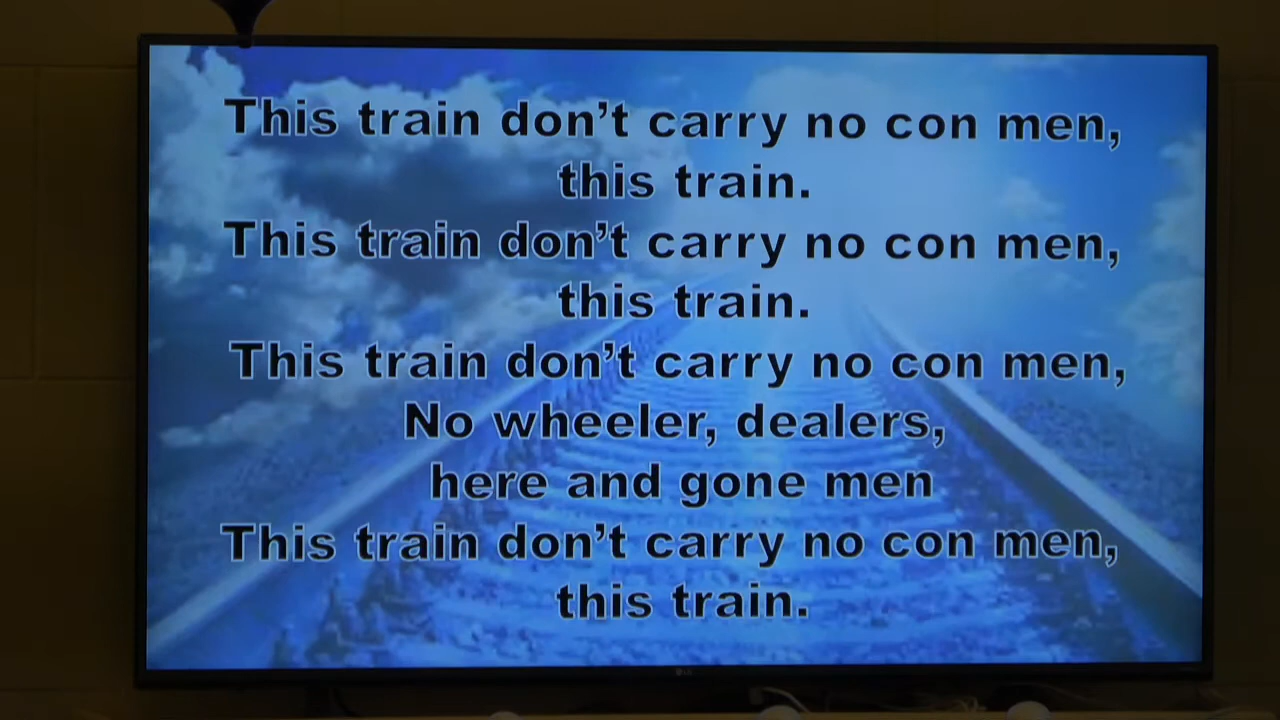 This train don't carry no con men,
this train.
This train don't carry no con men,
this train.
This train don't carry no con men,
No wheeler, dealers,
here and gone men
This train don't carry no con men,
this train.
LG